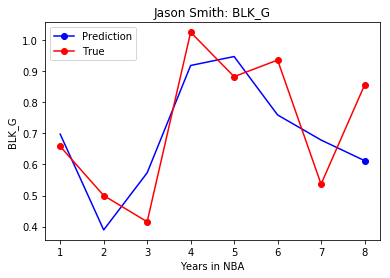 Jason Smith: BLK_G
Prediction
True
1.0
0.9
0.8
0.7
0.6
0.5
0.4
BLK_G
1 2 3 4 5 6 7 8
Years in NBA